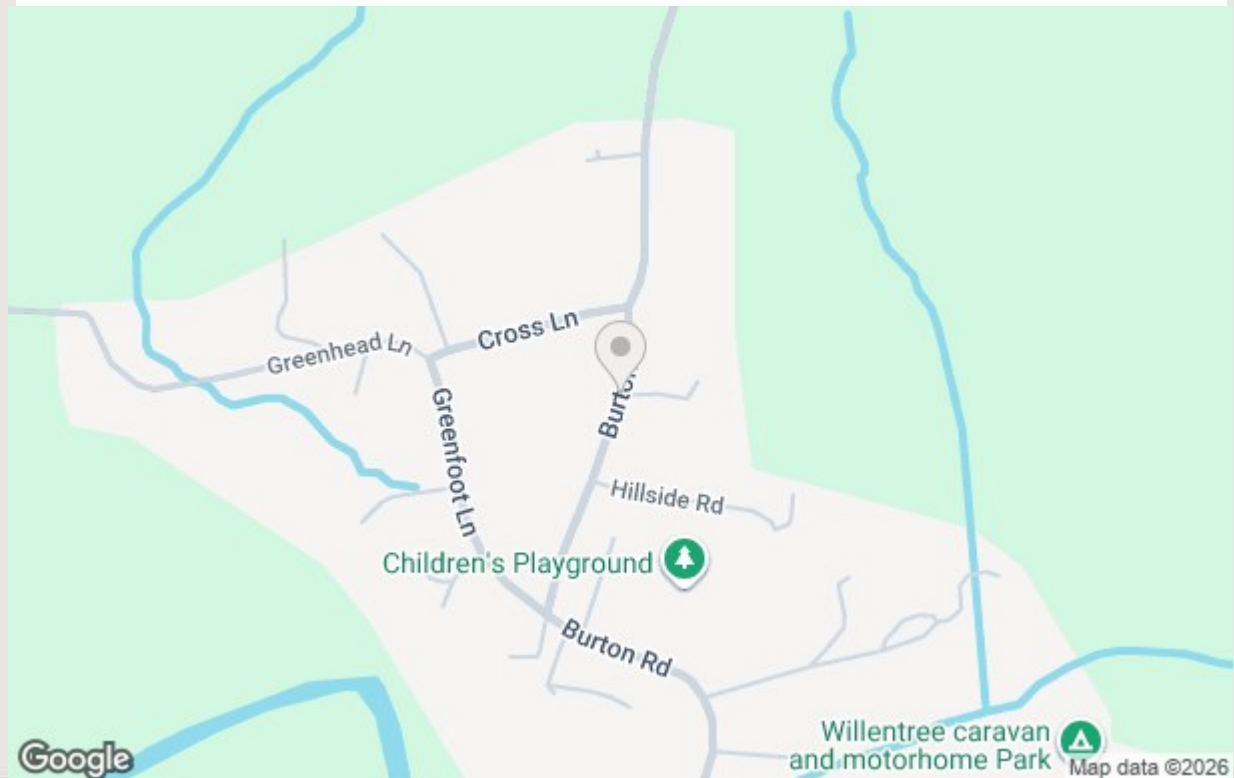 Cross Ln
Greenhead Ln
Burton
Greenfoot Ln
Hillside Rd
Children's Playground
Burton Rd
Willentree caravan
and motorhome Park
Google
Map data ©2026